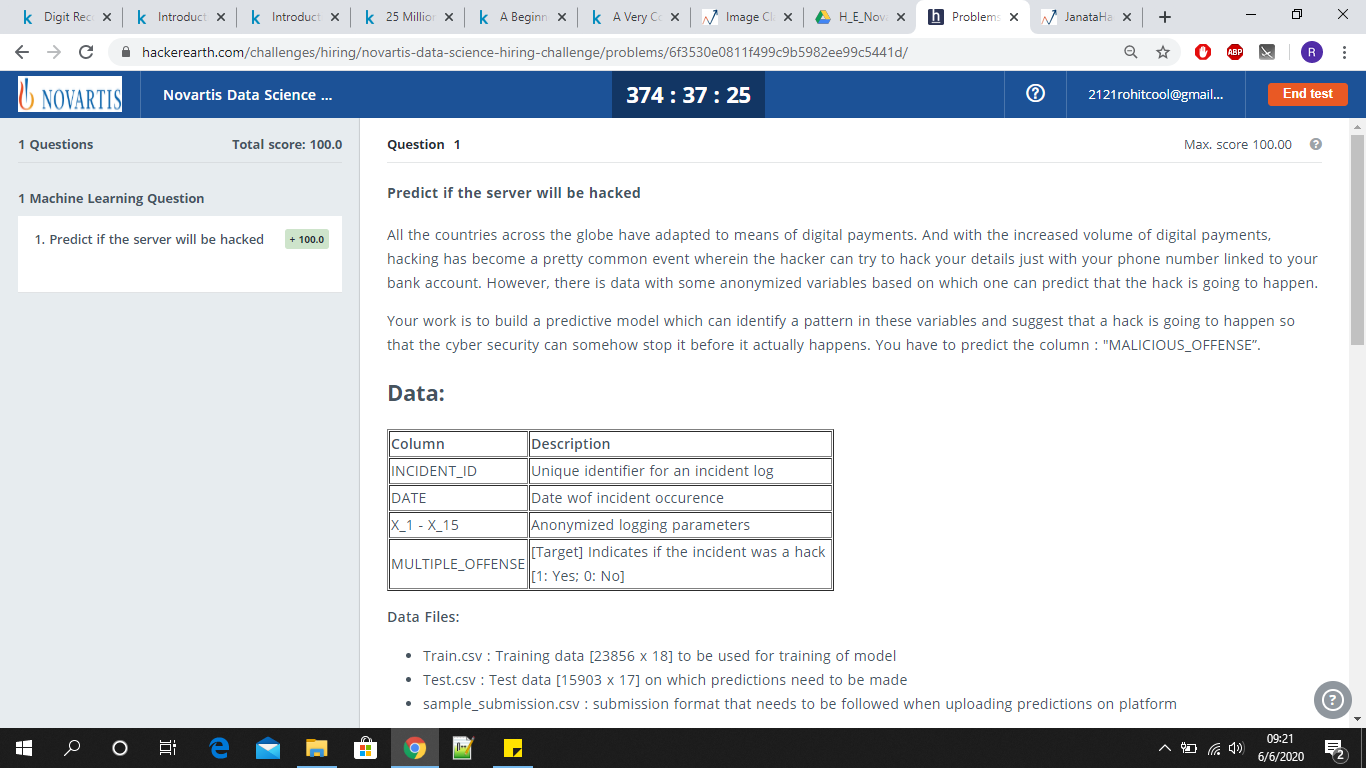 Digit Rec
Introduct
Introduct
25 Million
A Beginn
A Very Co
Image Cl
H_E_Nova
Problems
JanataHa
hackerearth.com/challenges/hiring/novartis-data-science-hiring-challenge/problems/6f3530e0811f499c9b5982ee99c5441d/
ABP
R
NOVARTIS
Novartis Data Science ...
374 : 37 : 25
2121rohitcool@gmail...
End test
1 Questions
Total score: 100.0
1 Machine Learning Question
1. Predict if the server will be hacked
+ 100.0
Question 1
Max. score 100.00
Predict if the server will be hacked
All the countries across the globe have adapted to means of digital payments. And with the increased volume of digital payments,
hacking has become a pretty common event wherein the hacker can try to hack your details just with your phone number linked to your
bank account. However, there is data with some anonymized variables based on which one can predict that the hack is going to happen.
Your work is to build a predictive model which can identify a pattern in these variables and suggest that a hack is going to happen so
that the cyber security can somehow stop it before it actually happens. You have to predict the column : "MALICIOUS_OFFENSE”.
Data:
Column Description
INCIDENT_ID Unique identifier for an incident log
DATE Date wof incident occurence
X_1 - X_15 Anonymized logging parameters
MULTIPLE_OFFENSE [Target] Indicates if the incident was a hack
[1: Yes; 0: No]
Data Files:
• Train.csv : Training data [23856 x 18] to be used for training of model
• Test.csv : Test data [15903 x 17] on which predictions need to be made
• sample_submission.csv : submission format that needs to be followed when uploading predictions on platform
09:21
6/6/2020
2